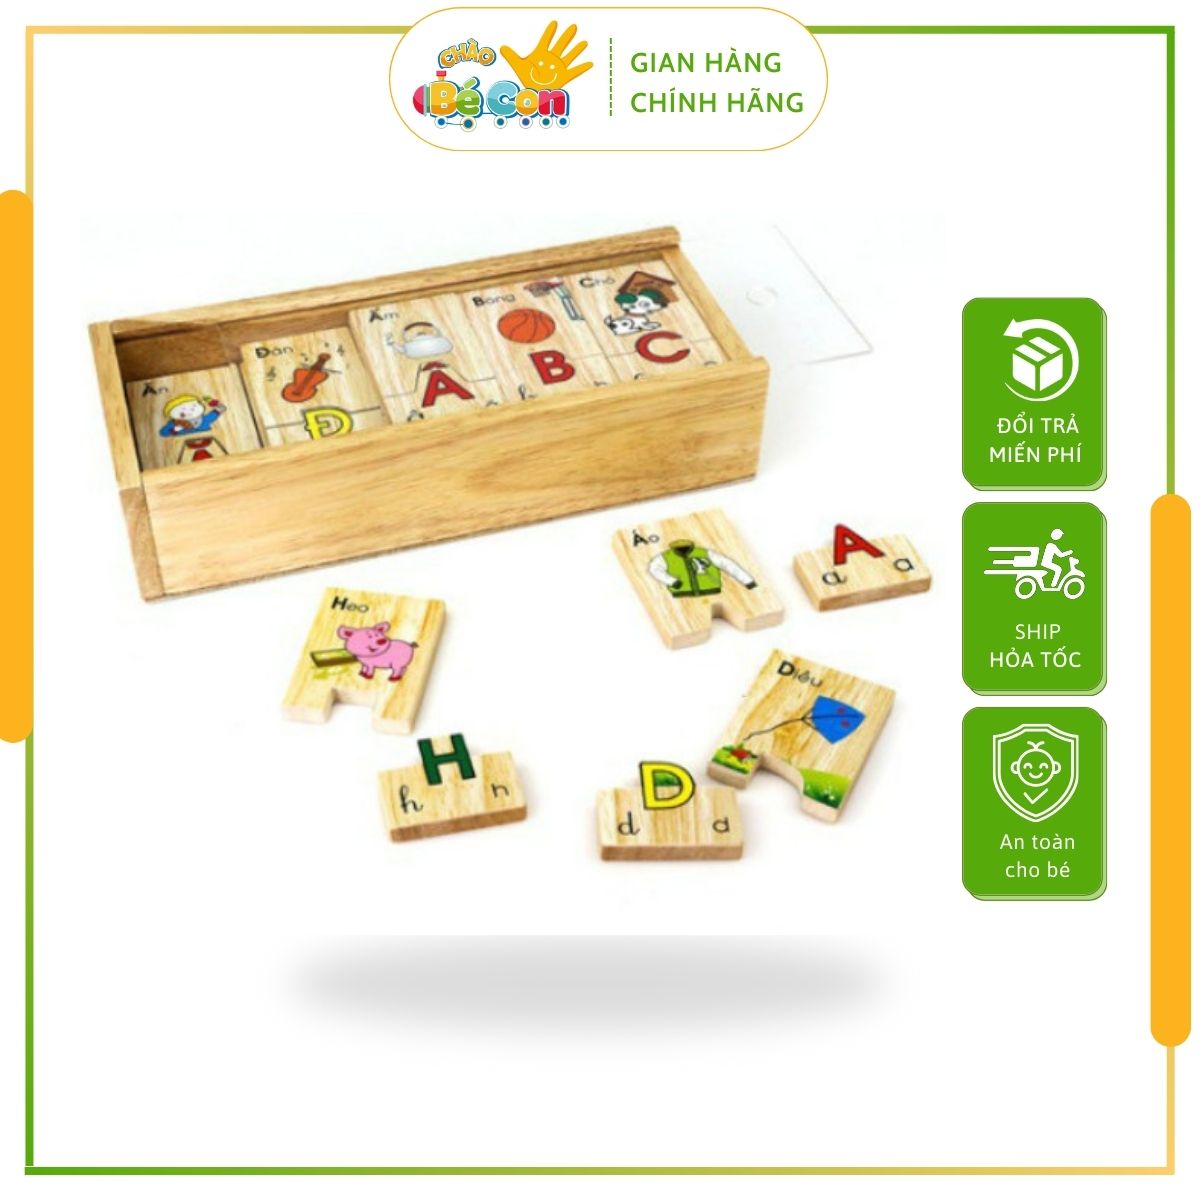 CHÀO
Bé Con
GIAN HÀNG
CHÍNH HÃNG
Ăn
Đàn
Đ
Ấm
Â
Bóng
B
Chó
C
Áo
A
a a
Heo
H
h h
Diều
D
d d
ĐỔI TRẢ
MIẾN PHÍ
SHIP
HỎA TỐC
An toàn
cho bé